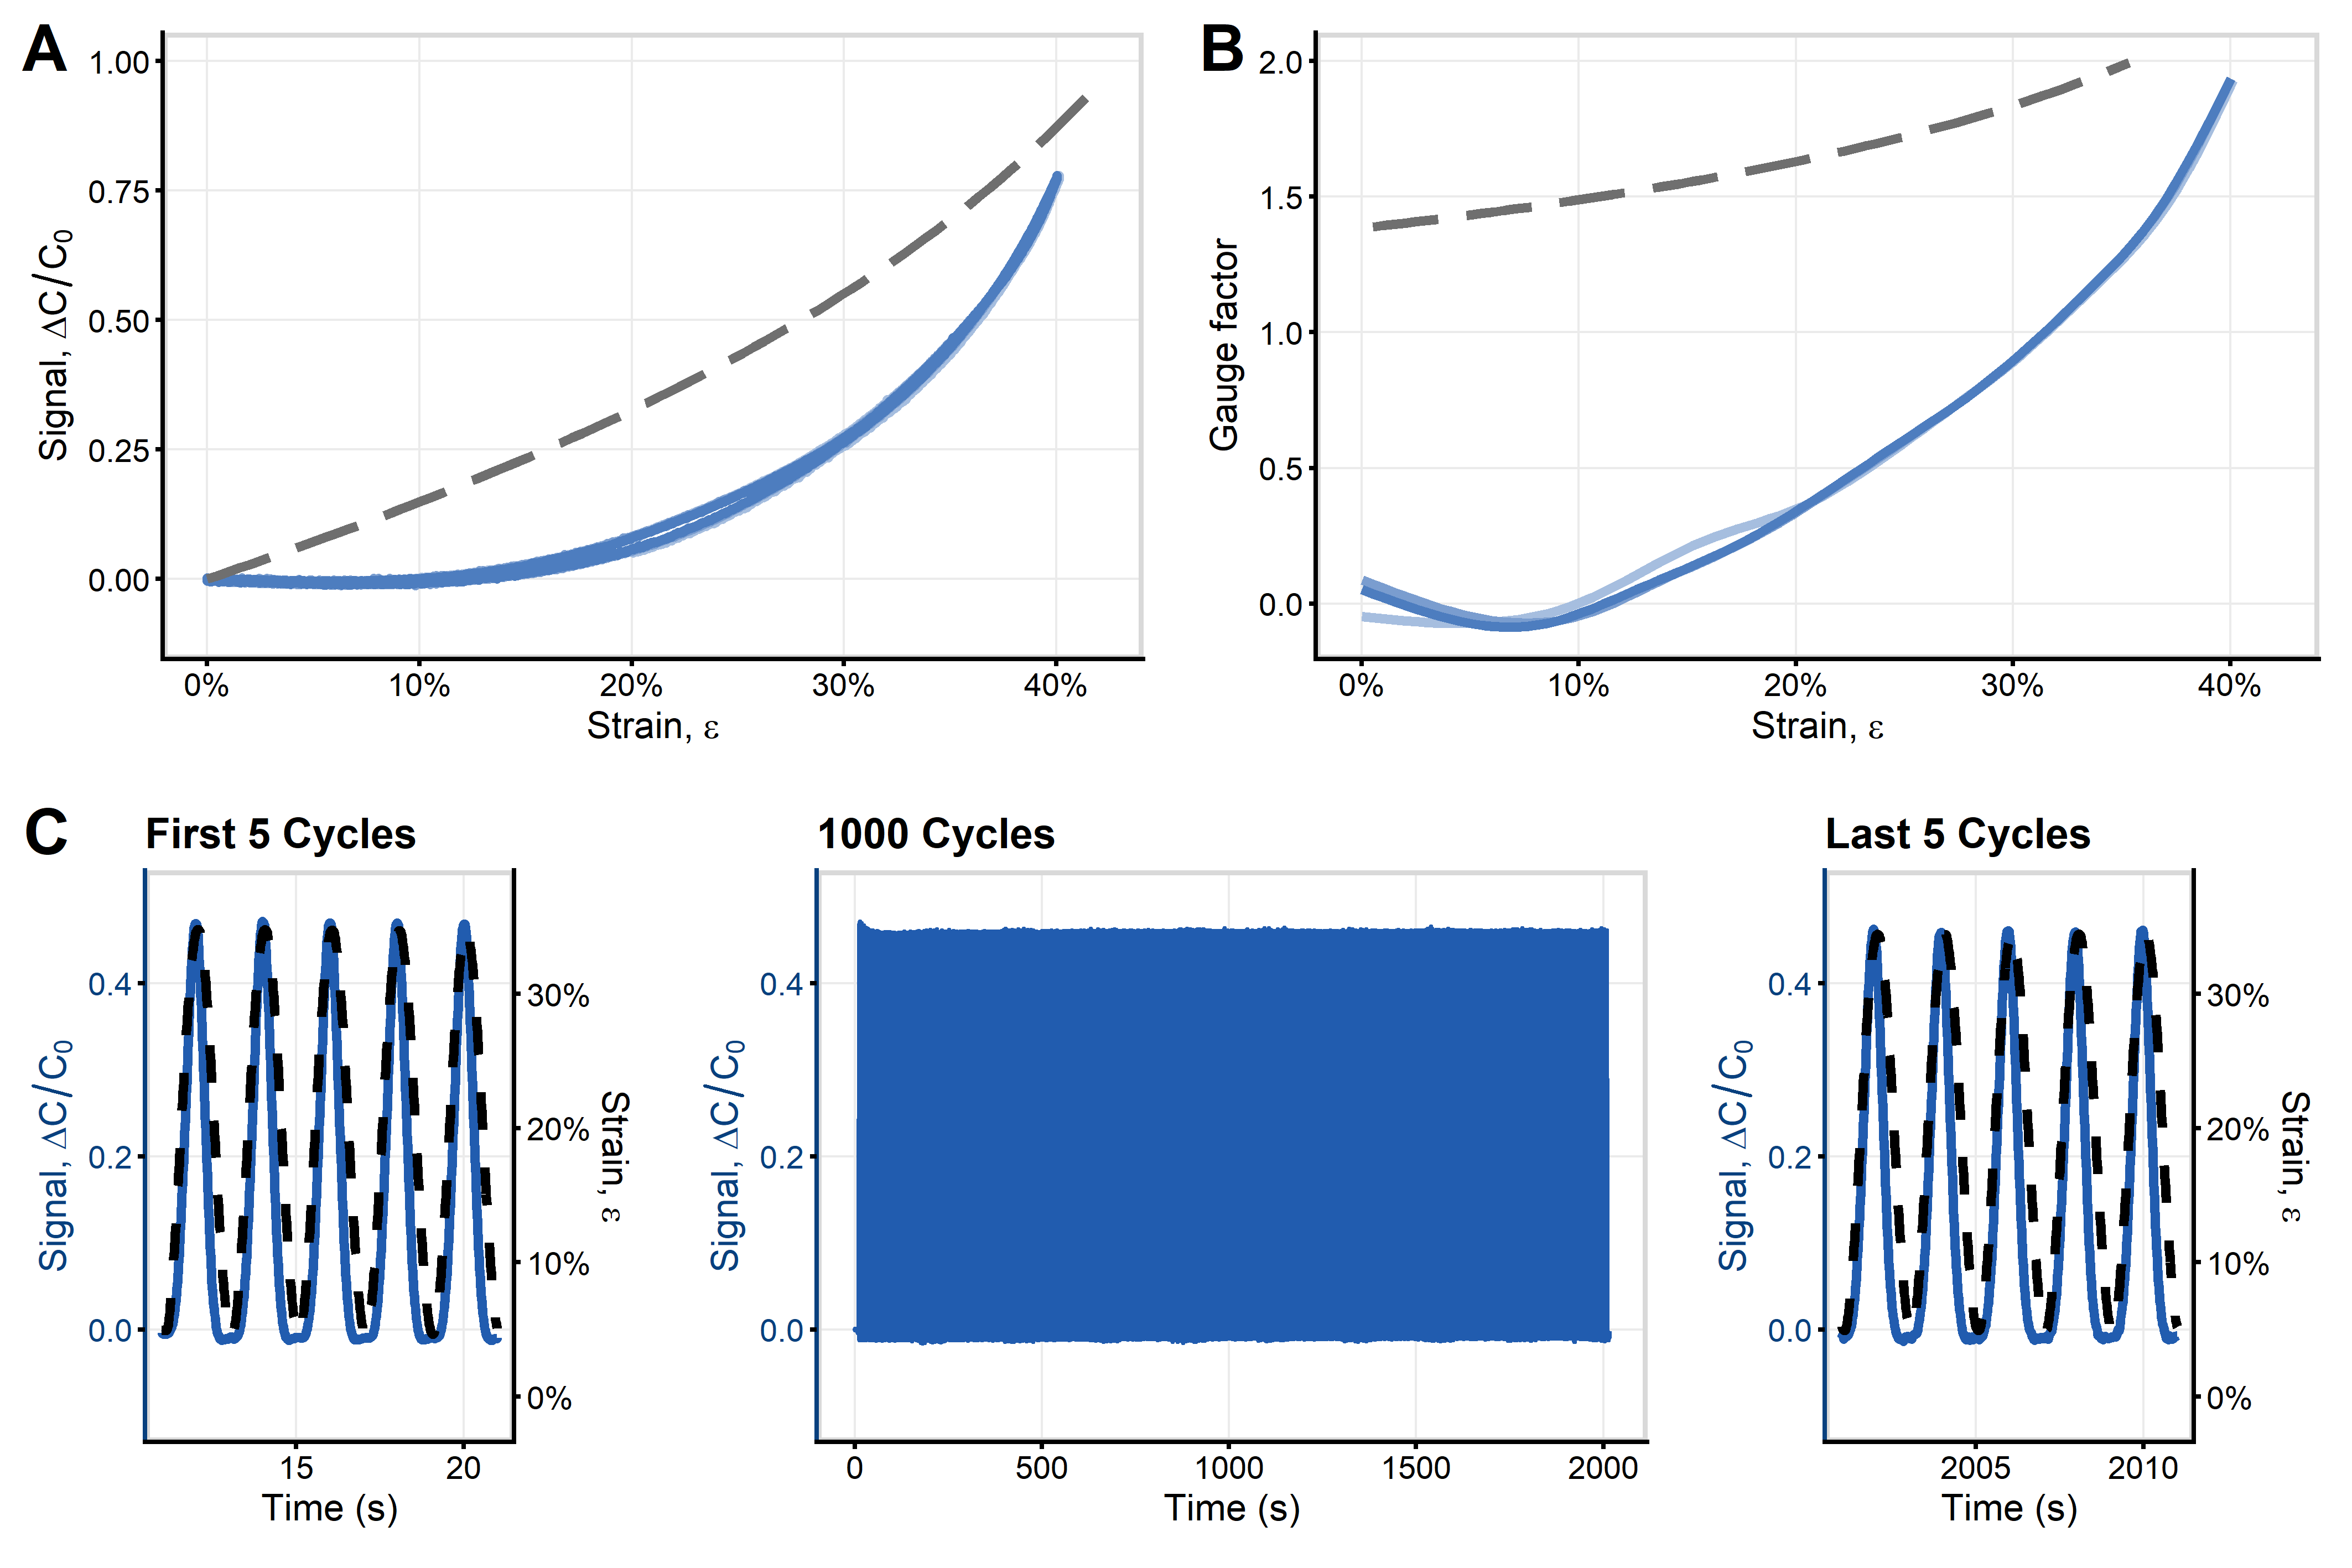 A
1.00
0.75
0.50
0.25
0.00
Signal, ΔC/C0
0%
10%
20%
30%
40%
Strain, ε
B
2.0
1.5
1.0
0.5
0.0
Gauge factor
0%
10%
20%
30%
40%
Strain, ε
C
First 5 Cycles
0.4
0.2
0.0
Signal, ΔC/C0
30%
20%
10%
0%
Strain, ε
15
20
Time (s)
1000 Cycles
0.4
0.2
0.0
Signal, ΔC/C0
0
500
1000
1500
2000
Time (s)
Last 5 Cycles
0.4
0.2
0.0
Signal, ΔC/C0
30%
20%
10%
0%
Strain, ε
2005
2010
Time (s)